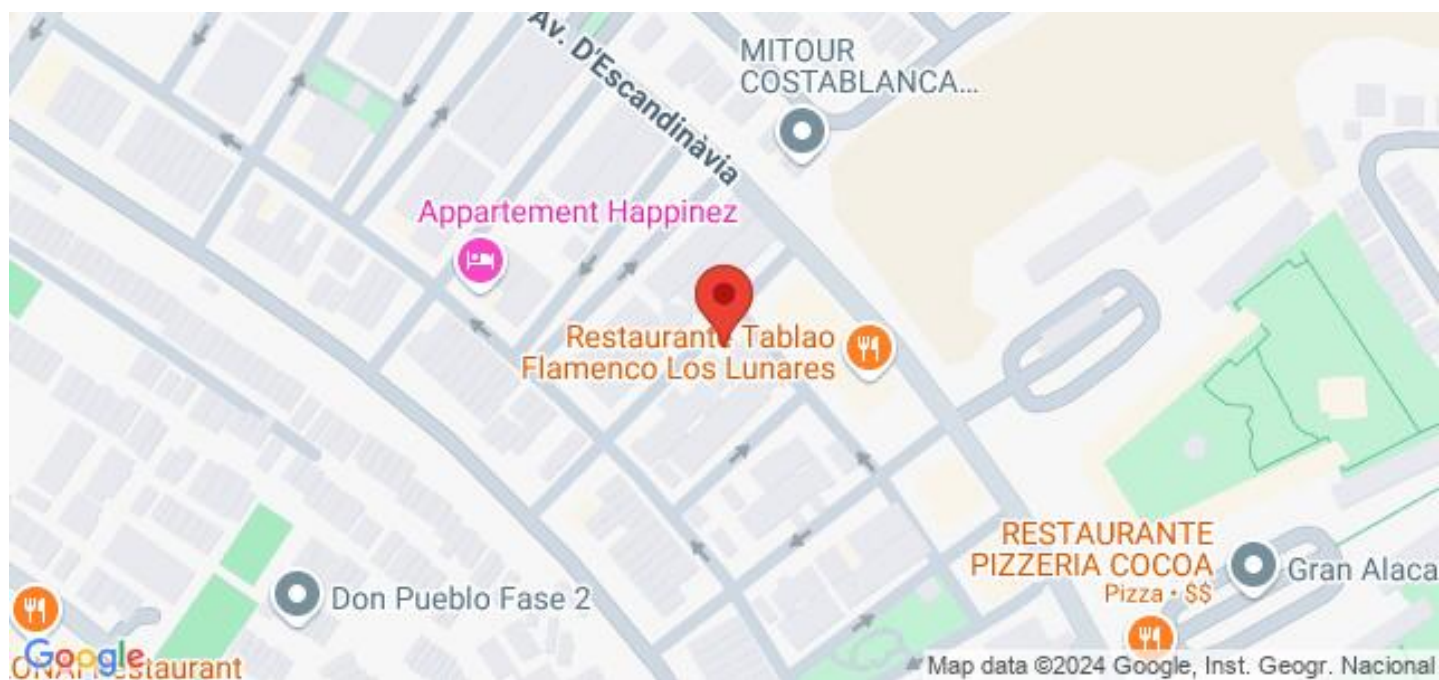 Av. D'Escandinàvia
MITOUR
COSTABLANCA...
Appartement Happinez
Restaurante Tablao
Flamenco Los Lunares
RESTAURANTE
PIZZERIA COCOA
Pizza • $$
Gran Alaca
Don Pueblo Fase 2
Google
Map data ©2024 Google, Inst. Geogr. Nacional